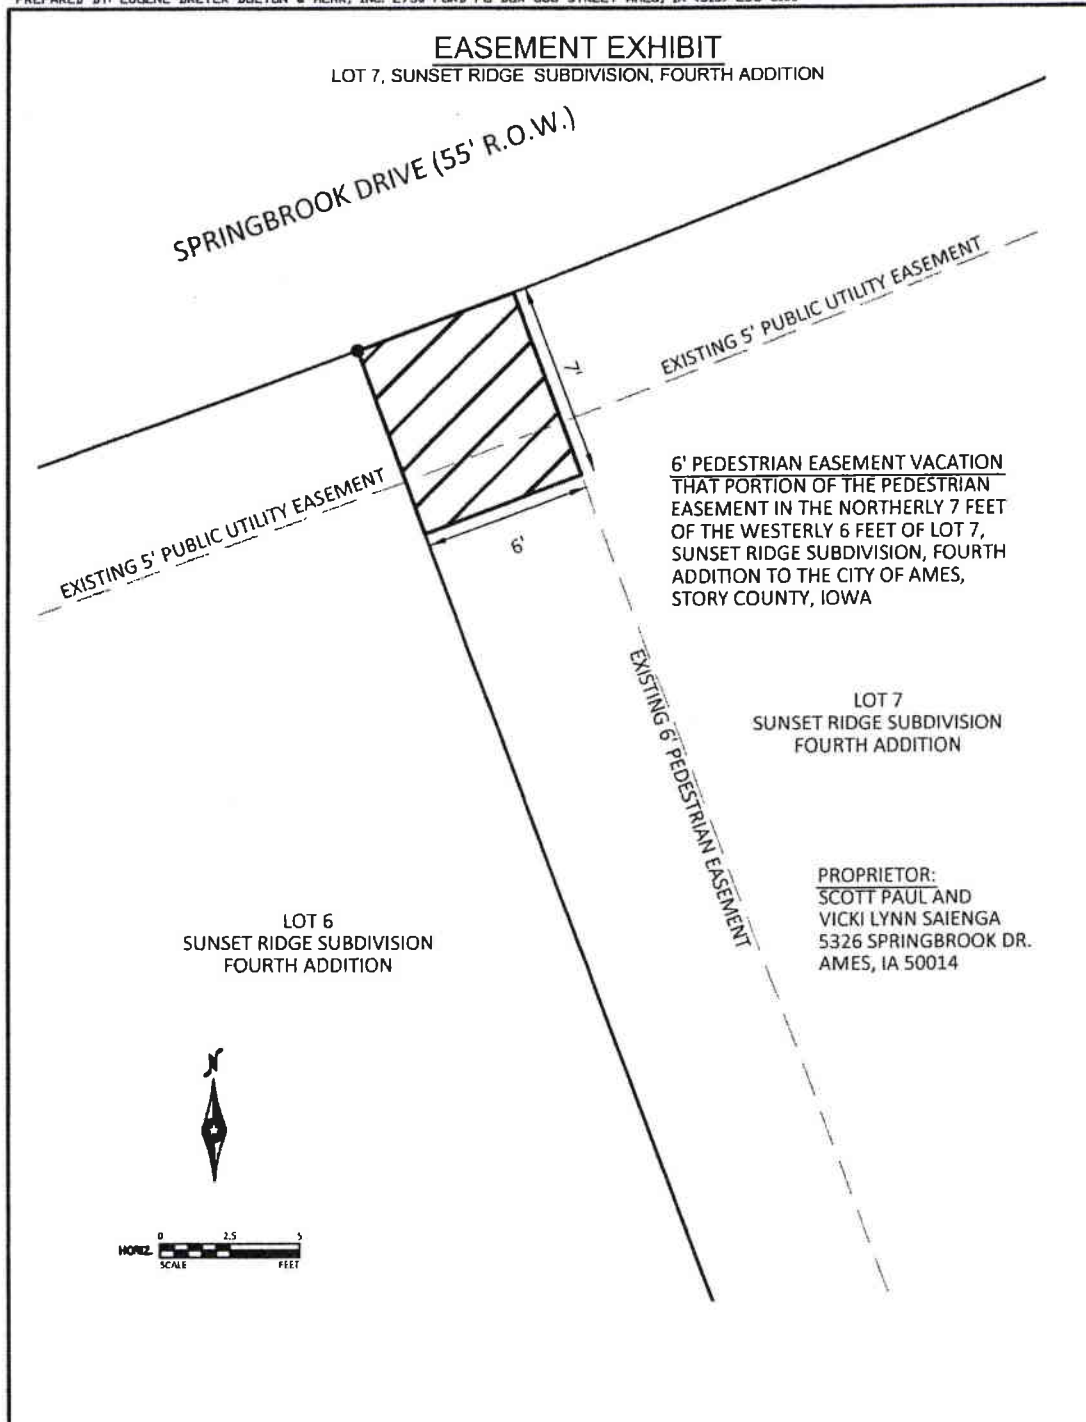 EASEMENT EXHIBIT
LOT 7, SUNSET RIDGE SUBDIVISION, FOURTH ADDITION
SPRINGBROOK DRIVE (55' R.O.W.)
EXISTING 5' PUBLIC UTILITY EASEMENT
7'
EXISTING 5' PUBLIC UTILITY EASEMENT
6'
6' PEDESTRIAN EASEMENT VACATION
THAT PORTION OF THE PEDESTRIAN
EASEMENT IN THE NORTHERLY 7 FEET
OF THE WESTERLY 6 FEET OF LOT 7,
SUNSET RIDGE SUBDIVISION, FOURTH
ADDITION TO THE CITY OF AMES,
STORY COUNTY, IOWA
EXISTING 6' PEDESTRIAN EASEMENT
LOT 7
SUNSET RIDGE SUBDIVISION
FOURTH ADDITION
PROPRIETOR:
SCOTT PAUL AND
VICKI LYNN SAIENGA
5326 SPRINGBROOK DR.
AMES, IA 50014
LOT 6
SUNSET RIDGE SUBDIVISION
FOURTH ADDITION
N
0 2.5 5
HORIZ.
SCALE FEET